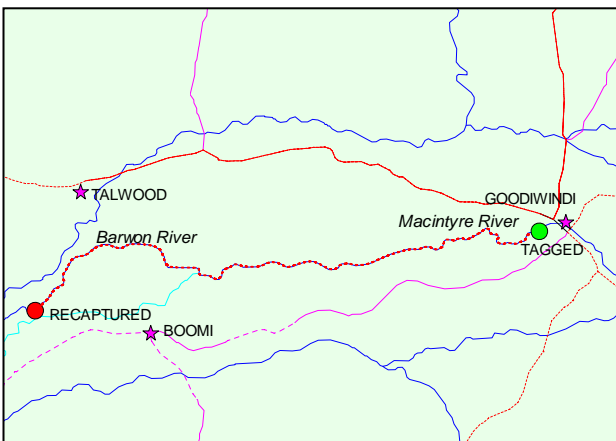 TALWOOD
GOODIWINDI
Macintyre River
Barwon River
TAGGED
RECAPTURED
BOOMI